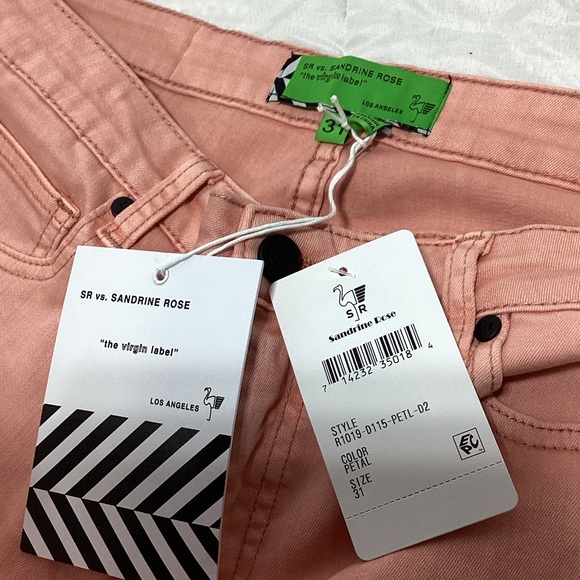 SR vs. SANDRINE ROSE
"the virgin label"
LOS ANGELES
31
SR vs. SANDRINE ROSE
"the virgin label"
LOS ANGELES
S R
Sandrine Rose
7 14232 35018 4
STYLE
R1019-D115-PETL-D2
COLOR
PETAL
SIZE
31
EPC